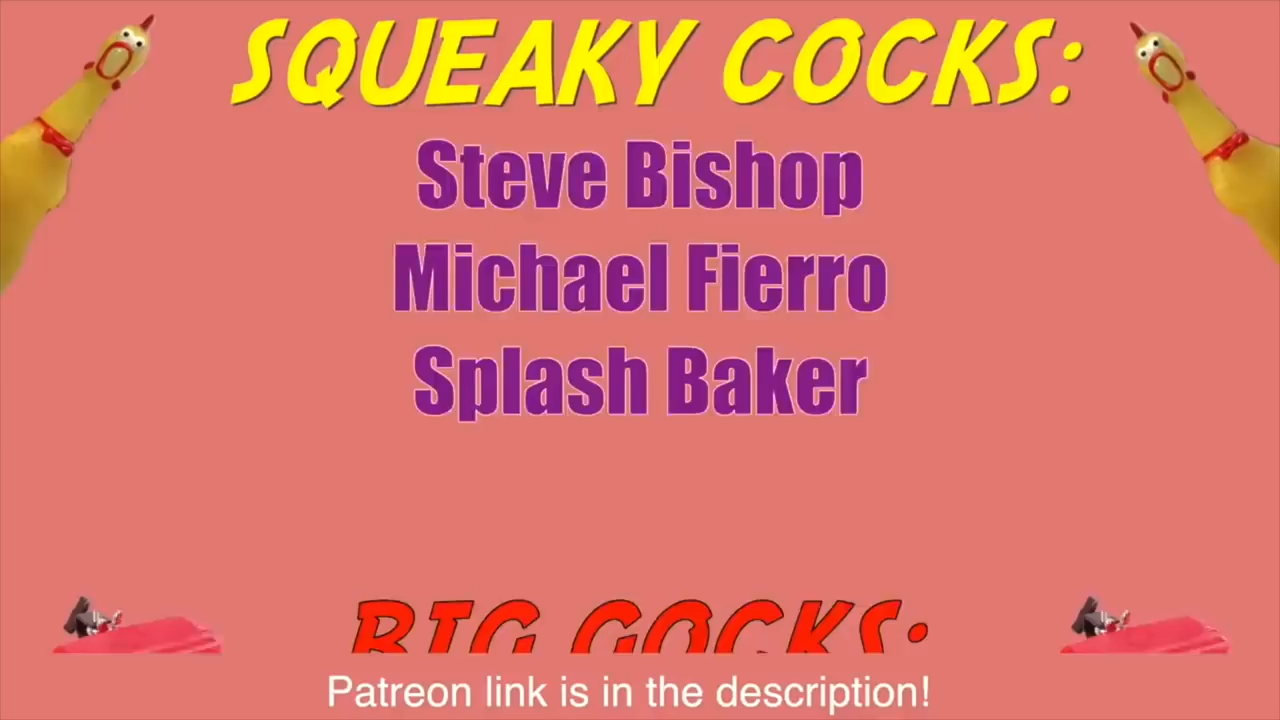 SQUEAKY COCKS:
Steve Bishop
Michael Fierro
Splash Baker
BIG COCKS:
Patreon link is in the description!